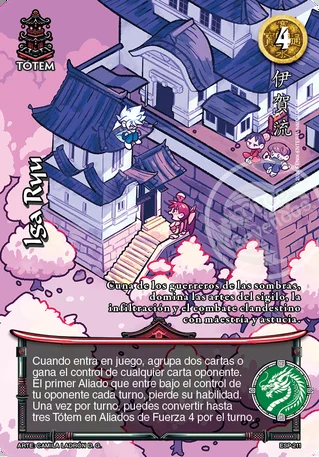 TÓTEM
4
伊賀流
Iga Ryu
Cuna de los guerreros de las sombras,
domina las artes del sigilo, la
infiltración y el combate clandestino
con maestría y astucia.
Cuando entra en juego, agrupa dos cartas o
gana el control de cualquier carta oponente.
El primer Aliado que entre bajo el control de
tu oponente cada turno, pierde su habilidad.
Una vez por turno, puedes convertir hasta
tres Tótem en Aliados de Fuerza 4 por el turno.
ARTE: CAMILA LADRÓN D. G.